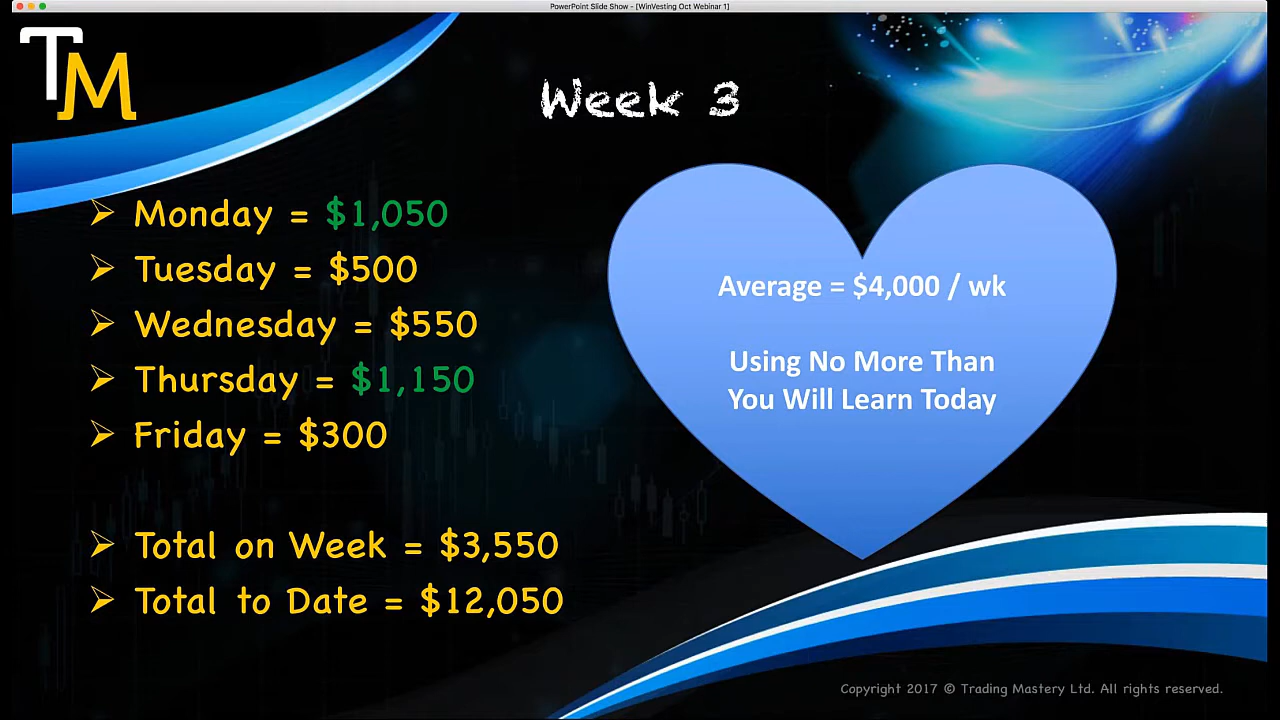 PowerPoint Slide Show - [WinVesting Oct Webinar 1]
TM
Week 3
Monday = $1,050
Tuesday = $500
Wednesday = $550
Thursday = $1,150
Friday = $300
Total on Week = $3,550
Total to Date = $12,050
Average = $4,000 / wk
Using No More Than
You Will Learn Today
Copyright 2017 © Trading Mastery Ltd. All rights reserved.